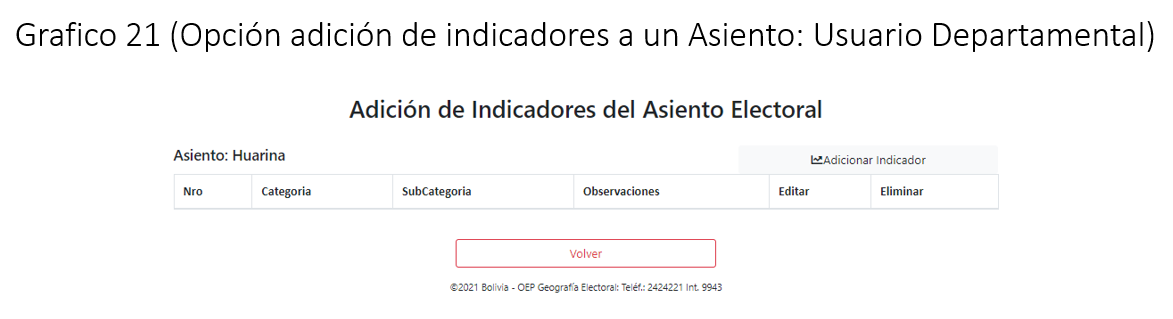 Grafico 21 (Opción adición de indicadores a un Asiento: Usuario Departamental)
Adición de Indicadores del Asiento Electoral
Asiento: Huarina
Adicionar Indicador
Nro Categoria SubCategoria Observaciones Editar Eliminar
Volver
©2021 Bolivia - OEP Geografía Electoral: Teléf.: 2424221 Int. 9943